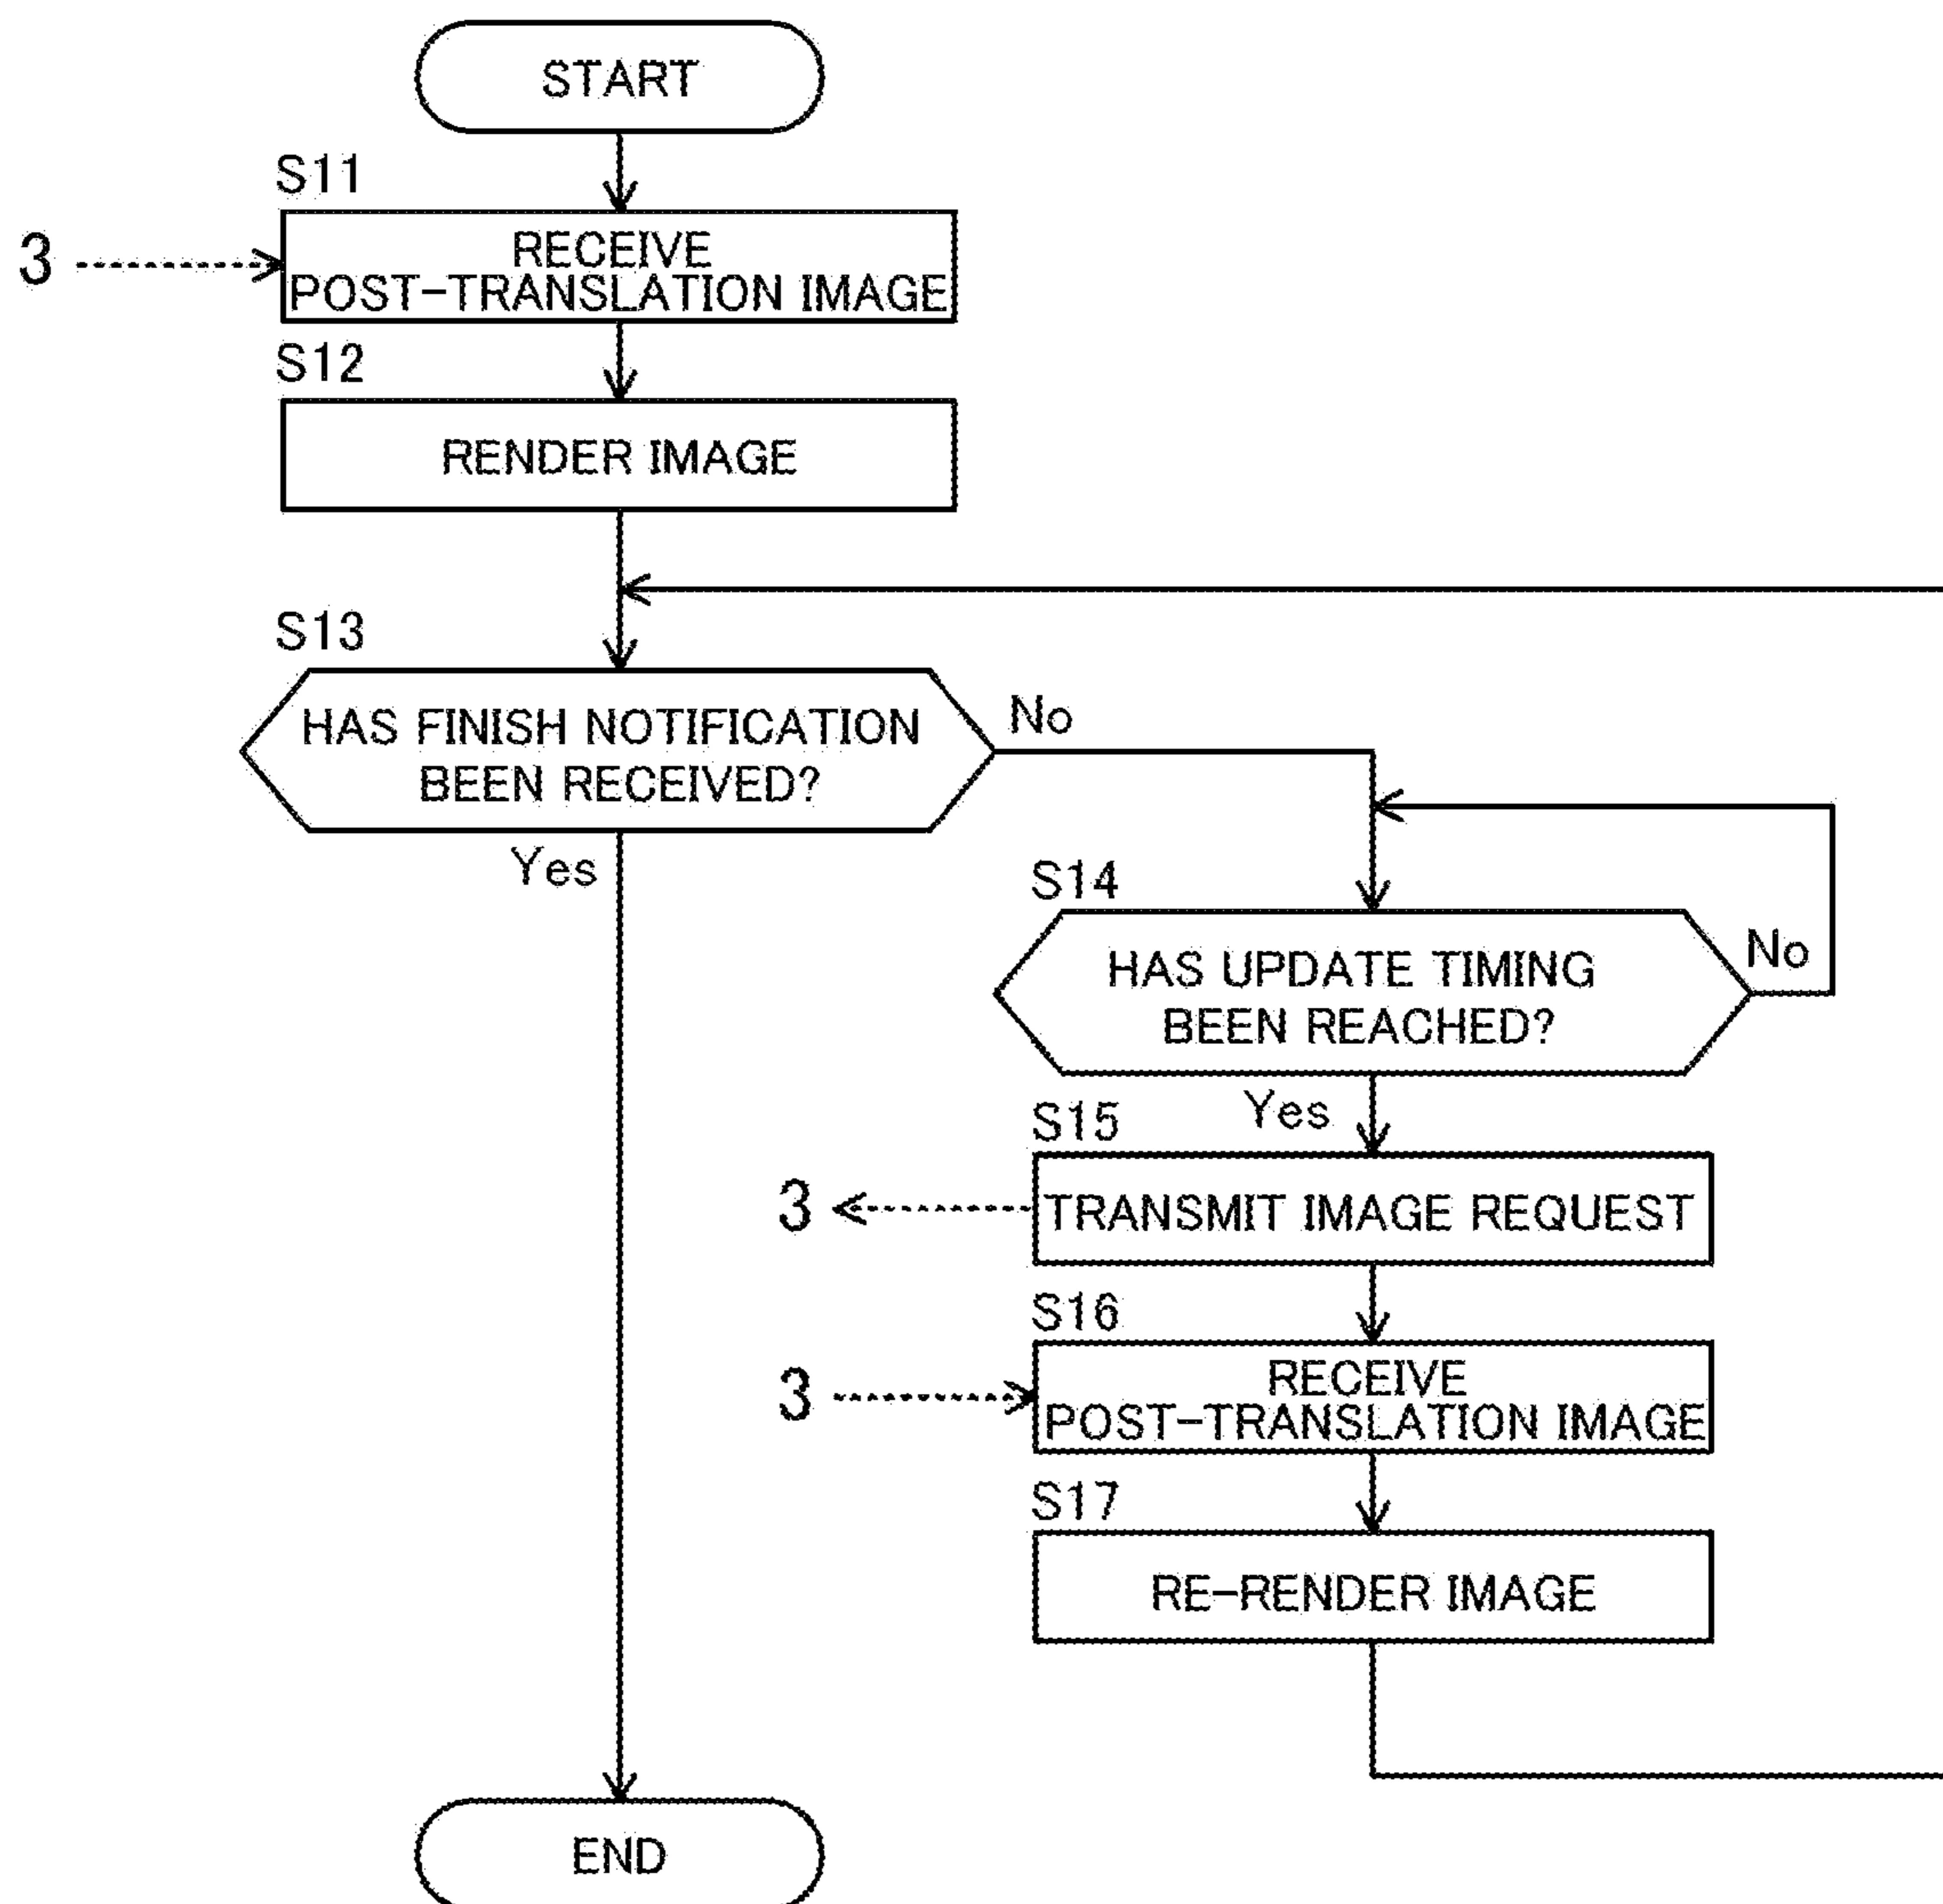 START
S11
3
RECEIVE
POST-TRANSLATION IMAGE
S12
RENDER IMAGE
S13
HAS FINISH NOTIFICATION
BEEN RECEIVED?
No
Yes
S14
HAS UPDATE TIMING
BEEN REACHED?
No
Yes
S15
3
TRANSMIT IMAGE REQUEST
S16
3
RECEIVE
POST-TRANSLATION IMAGE
S17
RE-RENDER IMAGE
END